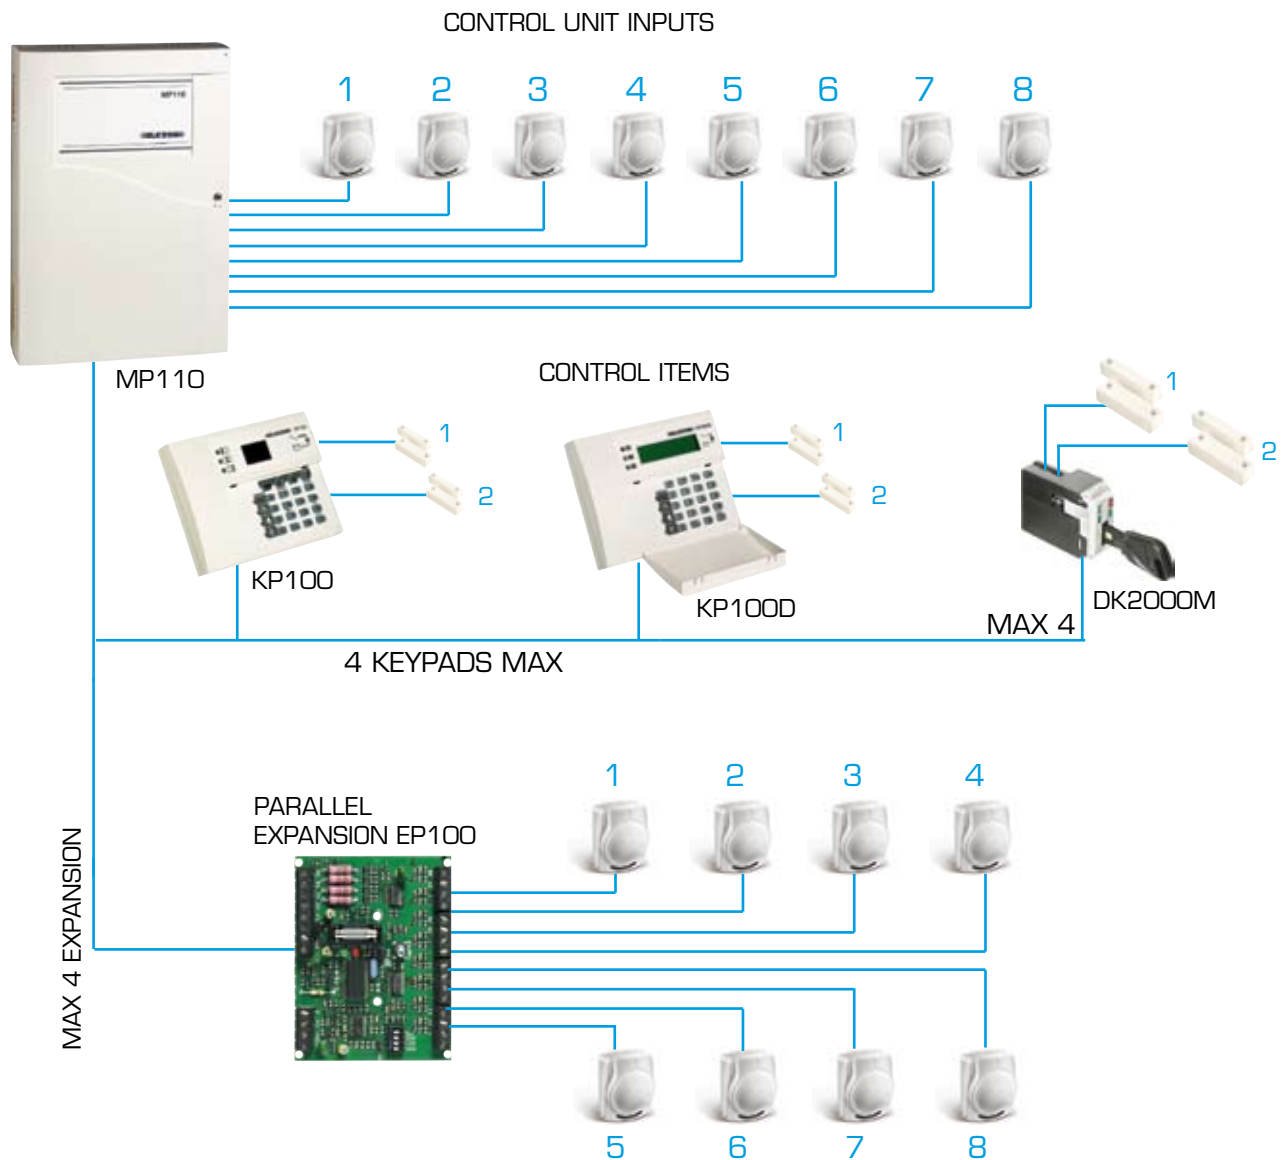 CONTROL UNIT INPUTS
1 2 3 4 5 6 7 8
MP110
MP110
CONTROL ITEMS
1
2
KP100
1
2
KP100D
1
2
DK2000M
MAX 4
4 KEYPADS MAX
MAX 4 EXPANSION
PARALLEL
EXPANSION EP100
1 2 3 4
5 6 7 8